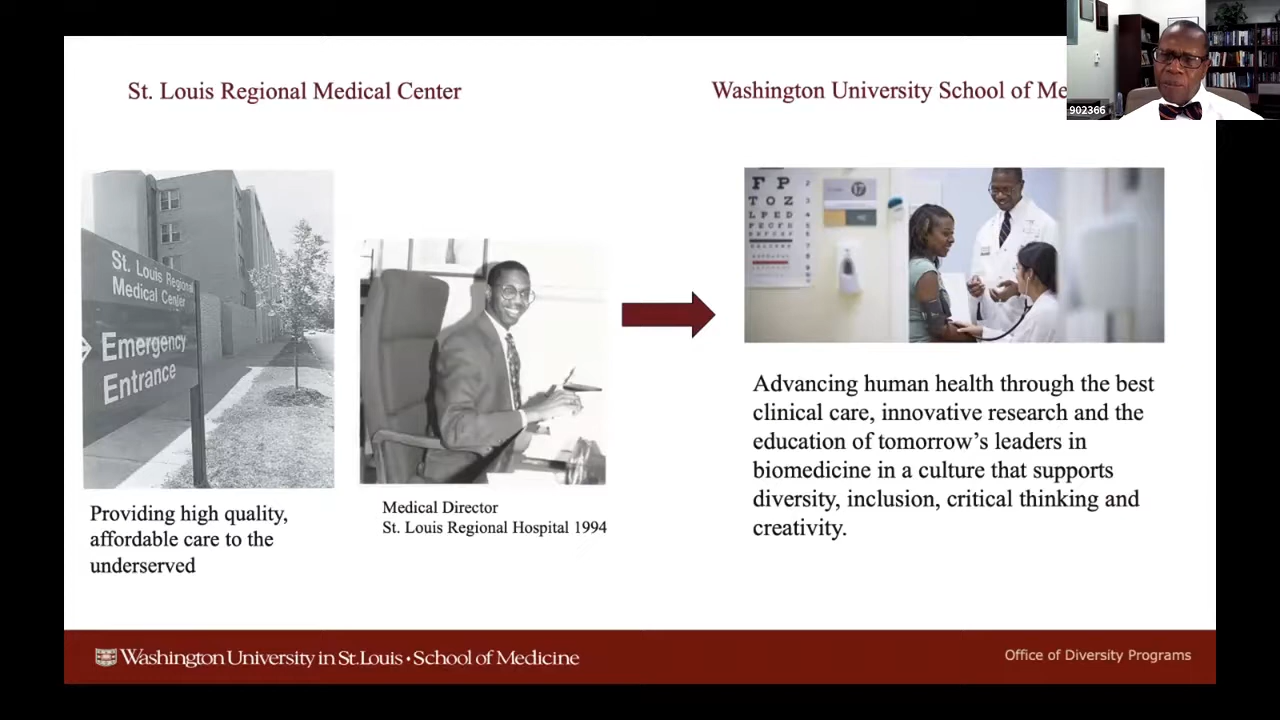 St. Louis Regional Medical Center
Washington University School of Me
902366
St. Louis Regional
Medical Center
Emergency
Entrance
F P
T O Z
L P E D
P E C F D
17
Providing high quality,
affordable care to the
underserved
Medical Director
St. Louis Regional Hospital 1994
Advancing human health through the best
clinical care, innovative research and the
education of tomorrow’s leaders in
biomedicine in a culture that supports
diversity, inclusion, critical thinking and
creativity.
Washington University in St. Louis • School of Medicine
Office of Diversity Programs